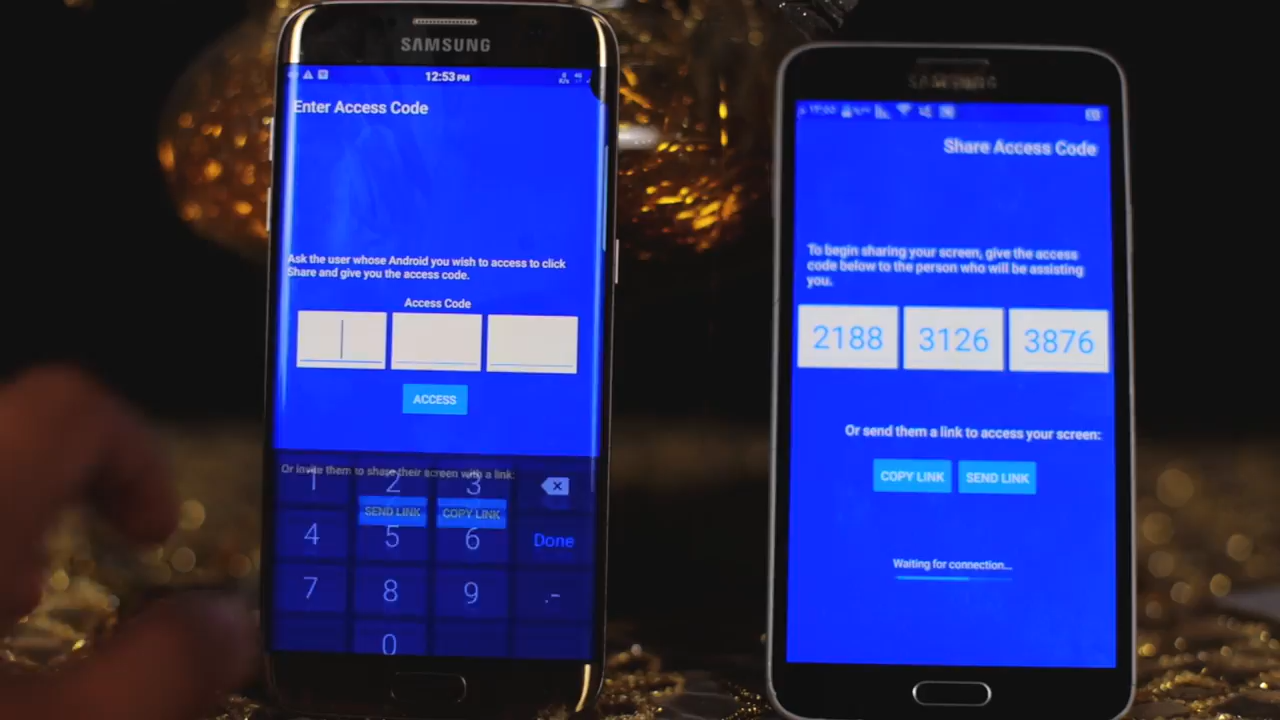 SAMSUNG
12:53 PM
Enter Access Code
Ask the user whose Android you wish to access to click
Share and give you the access code.
Access Code
ACCESS
Or invite them to share their screen with a link:
SEND LINK
COPY LINK
1
2
3
4
5
6
Done
7
8
9
.-
0
SAMSUNG
Share Access Code
To begin sharing your screen, give the access
code below to the person who will be assisting
you.
2188
3126
3876
Or send them a link to access your screen:
COPY LINK
SEND LINK
Waiting for connection...